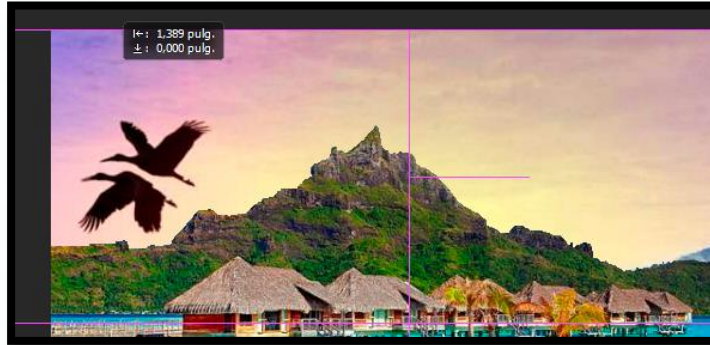 →: 1,389 pulg.
↓: 0,000 pulg.